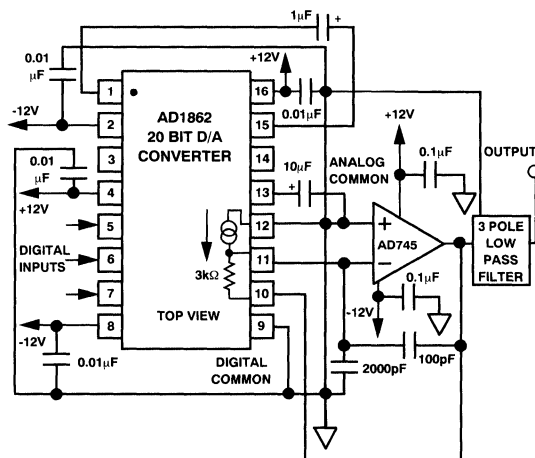 1μF
+
0.01
μF
+12V
0.01μF
-12V
AD1862
20 BIT D/A
CONVERTER
1
2
3
4
5
6
7
8
16
15
14
13
12
11
10
9
0.01
μF
+12V
DIGITAL
INPUTS
-12V
0.01μF
3kΩ
TOP VIEW
DIGITAL
COMMON
10μF
+
ANALOG
COMMON
+12V
0.1μF
OUTPUT
+
AD745
−
3 POLE
LOW
PASS
FILTER
0.1μF
-12V
2000pF
100pF